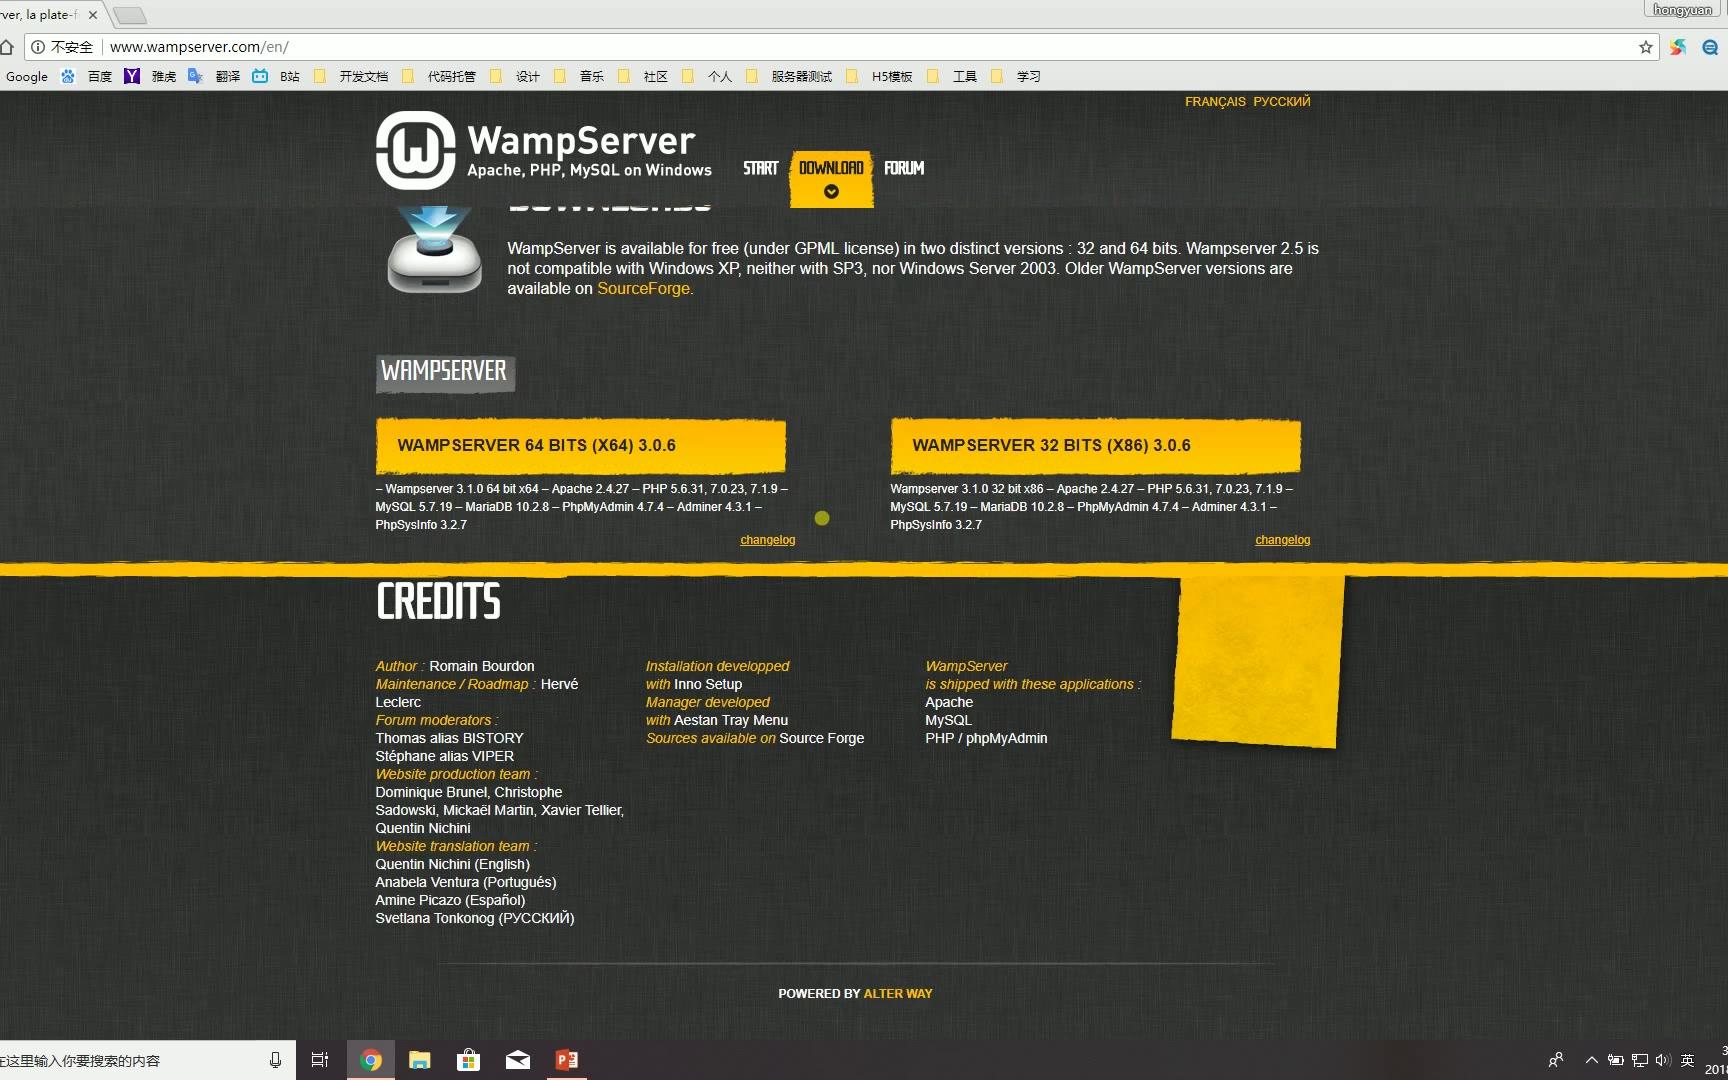 rver, la plate-f
hongyuan
不安全 www.wampserver.com/en/
Google 百度 雅虎 翻译 B站 开发文档 代码托管 设计 音乐 社区 个人 服务器测试 H5模板 工具 学习
FRANÇAIS РУССКИЙ
WampServer
Apache, PHP, MySQL on Windows
START DOWNLOAD FORUM
WampServer is available for free (under GPML license) in two distinct versions : 32 and 64 bits. Wampserver 2.5 is
not compatible with Windows XP, neither with SP3, nor Windows Server 2003. Older WampServer versions are
available on SourceForge.
WAMPSERVER
WAMPSERVER 64 BITS (X64) 3.0.6
– Wampserver 3.1.0 64 bit x64 – Apache 2.4.27 – PHP 5.6.31, 7.0.23, 7.1.9 –
MySQL 5.7.19 – MariaDB 10.2.8 – PhpMyAdmin 4.7.4 – Adminer 4.3.1 –
PhpSysInfo 3.2.7
changelog
WAMPSERVER 32 BITS (X86) 3.0.6
Wampserver 3.1.0 32 bit x86 – Apache 2.4.27 – PHP 5.6.31, 7.0.23, 7.1.9 –
MySQL 5.7.19 – MariaDB 10.2.8 – PhpMyAdmin 4.7.4 – Adminer 4.3.1 –
PhpSysInfo 3.2.7
changelog
CREDITS
Author : Romain Bourdon
Maintenance / Roadmap : Hervé
Leclerc
Forum moderators :
Thomas alias BISTORY
Stéphane alias VIPER
Website production team :
Dominique Brunel, Christophe
Sadowski, Mickaël Martin, Xavier Tellier,
Quentin Nichini
Website translation team :
Quentin Nichini (English)
Anabela Ventura (Portugués)
Amine Picazo (Español)
Svetlana Tonkonog (РУССКИЙ)
Installation developped
with Inno Setup
Manager developed
with Aestan Tray Menu
Sources available on Source Forge
WampServer
is shipped with these applications :
Apache
MySQL
PHP / phpMyAdmin
POWERED BY ALTER WAY
在这里输入你要搜索的内容
英